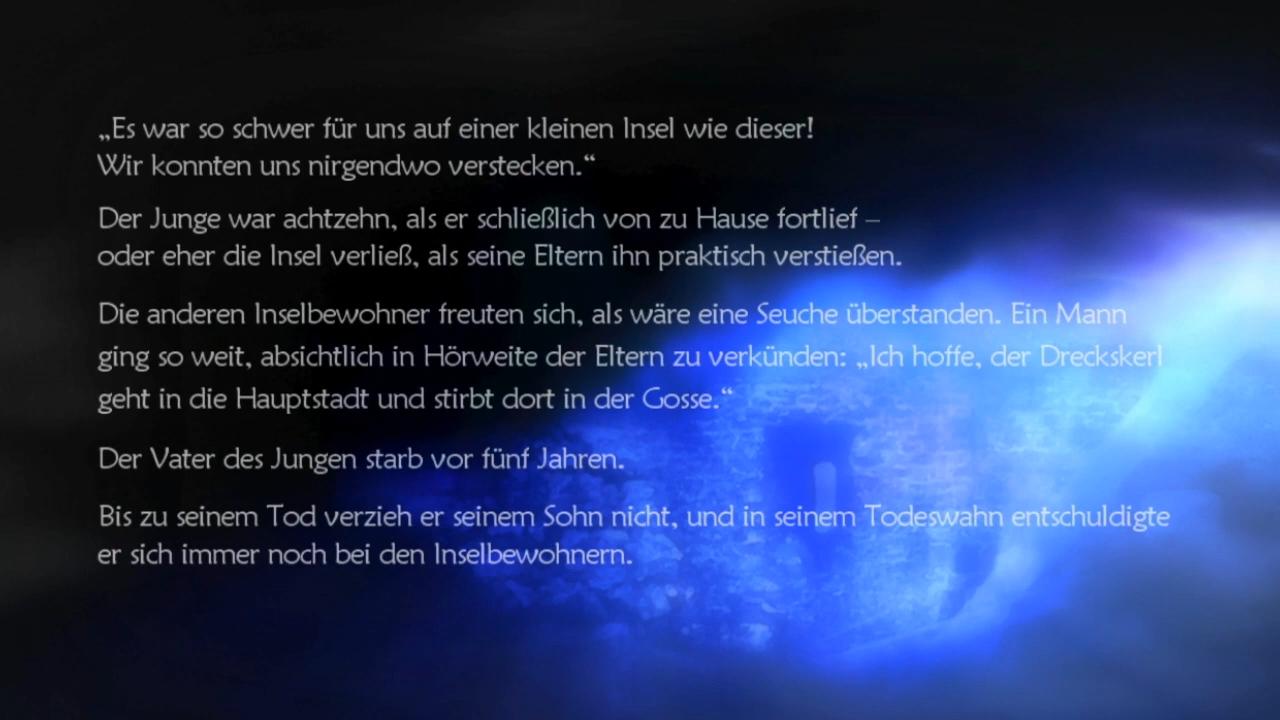 „Es war so schwer für uns auf einer kleinen Insel wie dieser!
Wir konnten uns nirgendwo verstecken.“
Der Junge war achtzehn, als er schließlich von zu Hause fortlief –
oder eher die Insel verließ, als seine Eltern ihn praktisch verstießen.
Die anderen Inselbewohner freuten sich, als wäre eine Seuche überstanden. Ein Mann
ging so weit, absichtlich in Hörweite der Eltern zu verkünden: „Ich hoffe, der Dreckskerl
geht in die Hauptstadt und stirbt dort in der Gosse.“
Der Vater des Jungen starb vor fünf Jahren.
Bis zu seinem Tod verzieh er seinem Sohn nicht, und in seinem Todeswahn entschuldigte
er sich immer noch bei den Inselbewohnern.